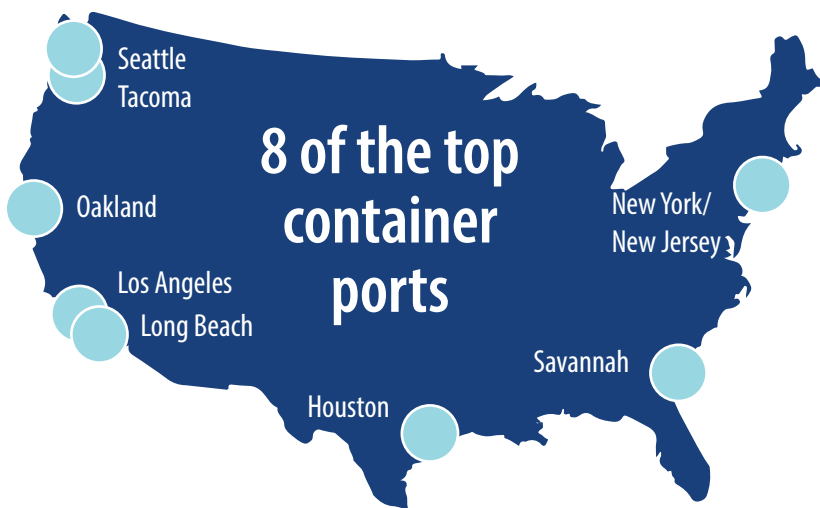 Seattle
Tacoma
8 of the top
container
ports
Oakland
New York/
New Jersey
Los Angeles
Long Beach
Savannah
Houston